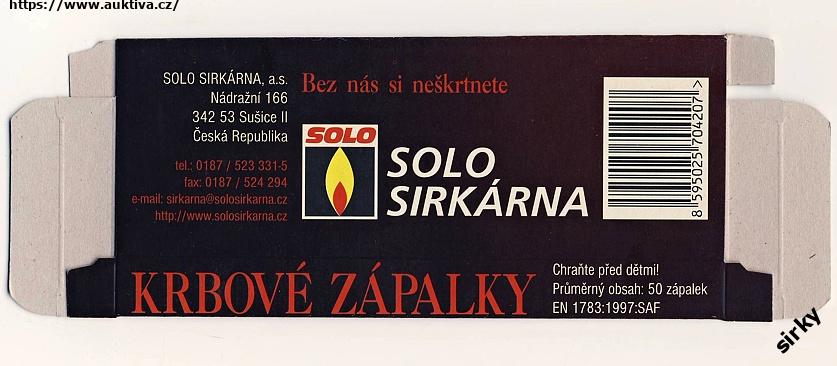 https://www.auktiva.cz/
SOLO SIRKÁRNA, a.s.
Nádražní 166
342 53 Sušice II
Česká Republika
tel.: 0187 / 523 331-5
fax: 0187 / 524 294
e-mail: sirkarna@solosirkarna.cz
http://www.solosirkarna.cz
Bez nás si neškrtnete
SOLO
SOLO
SIRKÁRNA
8 595025 704207 >
KRBOVÉ ZÁPALKY
Chraňte před dětmi!
Průměrný obsah: 50 zápalek
EN 1783:1997:SAF
sirky